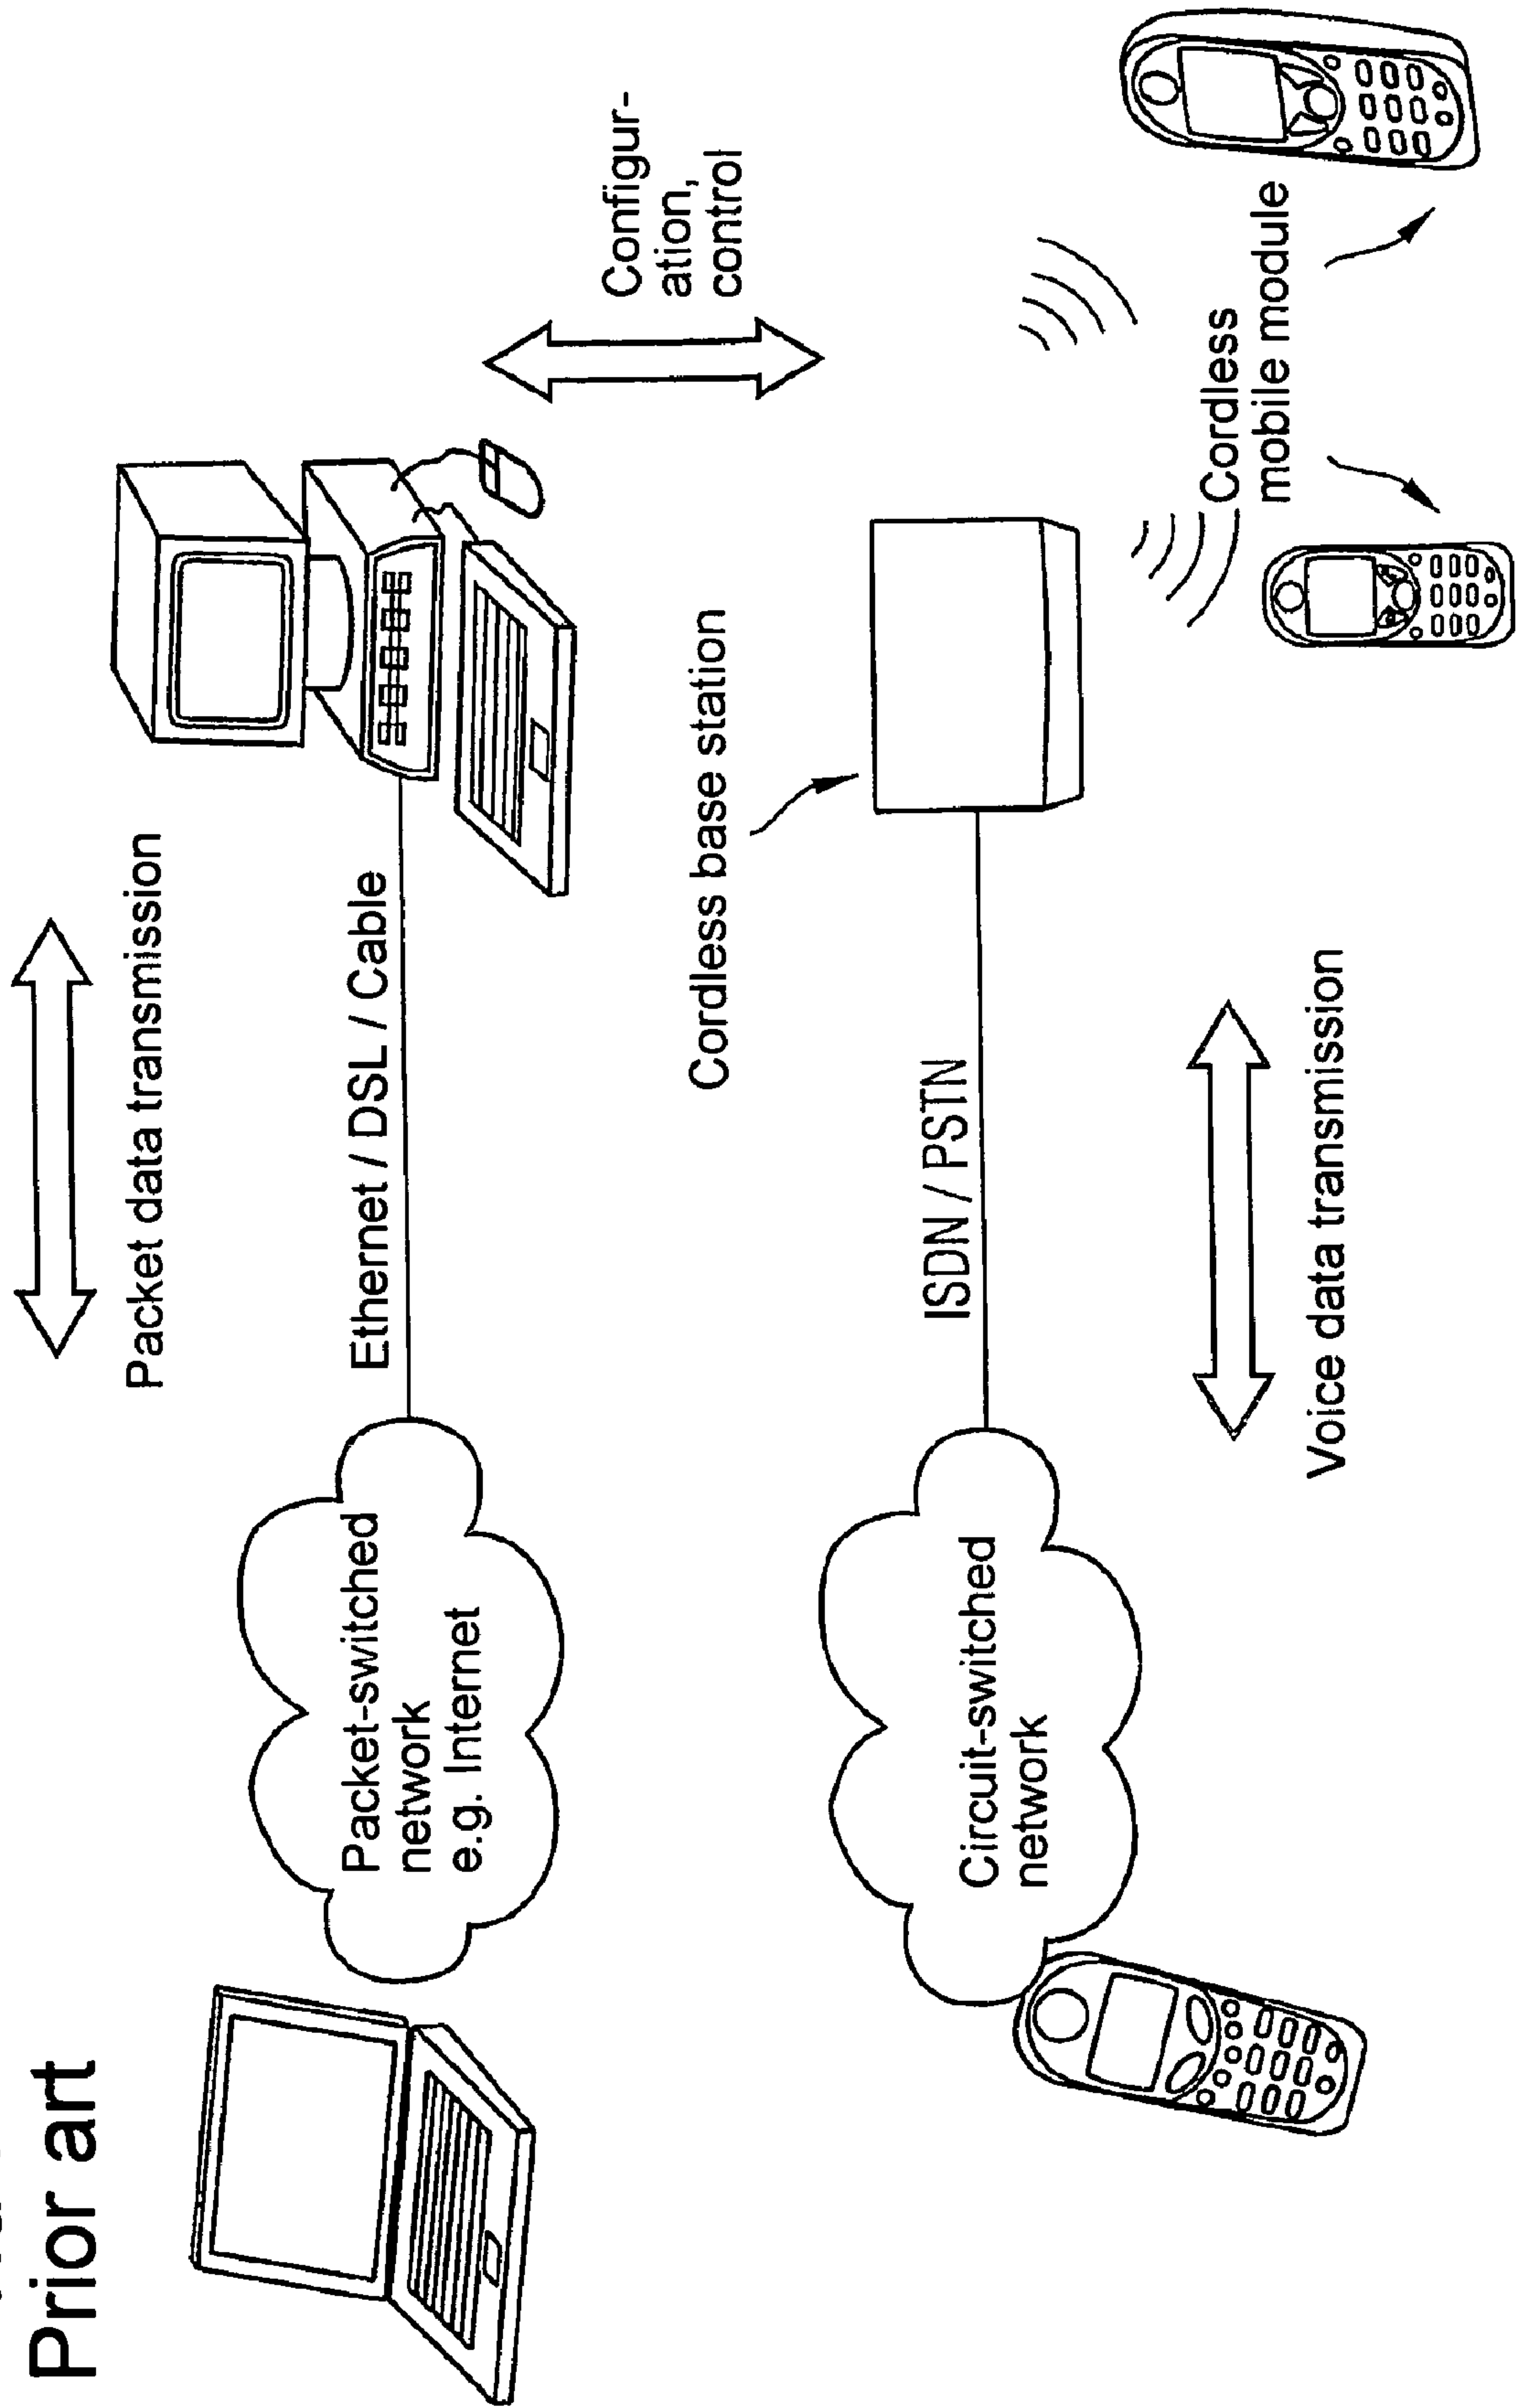 Prior art
Packet data transmission
Packet-switched
network
e.g. Internet
Ethernet / DSL / Cable
Configur-
ation,
control
Cordless base station
Circuit-switched
network
ISDN / PSTN
Cordless
mobile module
Voice data transmission